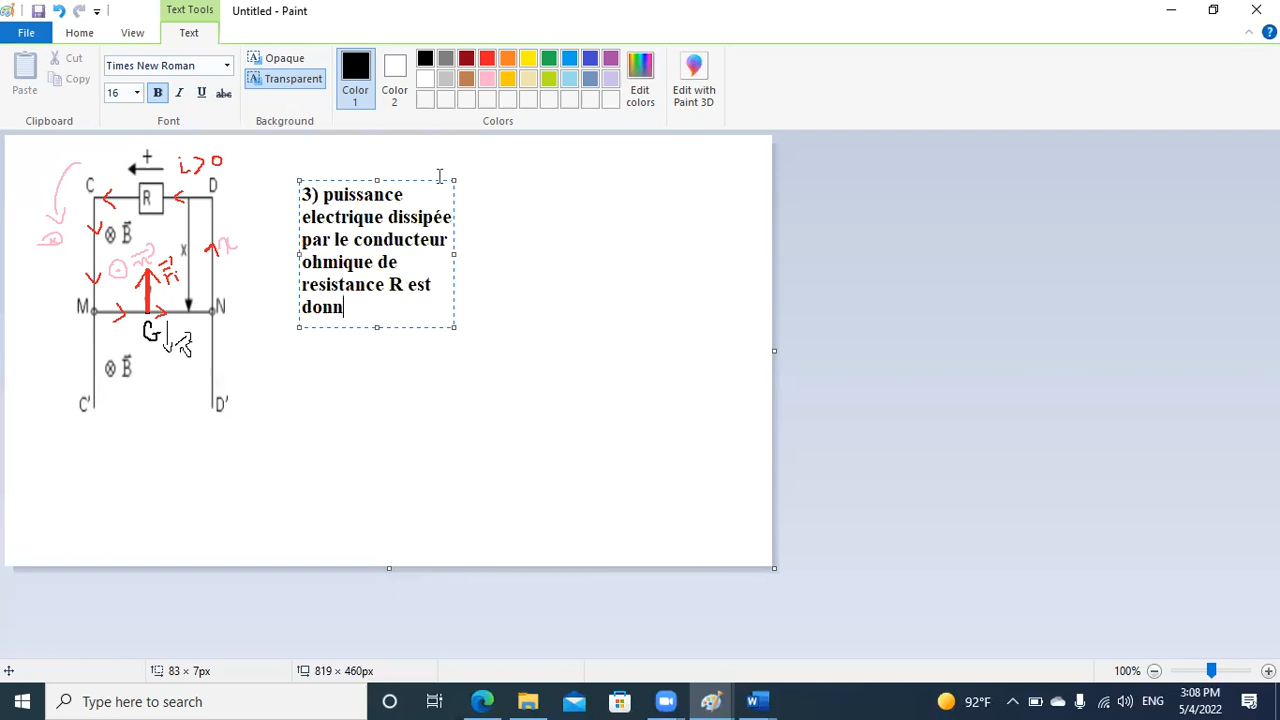 Text Tools
Untitled - Paint
File
Home
View
Text
Paste
Cut
Copy
Clipboard
Times New Roman
16
B I U abc
Font
Opaque
Transparent
Background
Color 1
Color 2
Edit colors
Edit with Paint 3D
Colors
+
i > 0
C
R
D
⊗ B⃗
x
⊙ n⃗
F⃗i
x
M
N
G
⊗ B⃗
C'
D'
3) puissance
electrique dissipée
par le conducteur
ohmique de
resistance R est
donn
83 × 7px
819 × 460px
100%
Type here to search
92°F
ENG
3:08 PM
5/4/2022